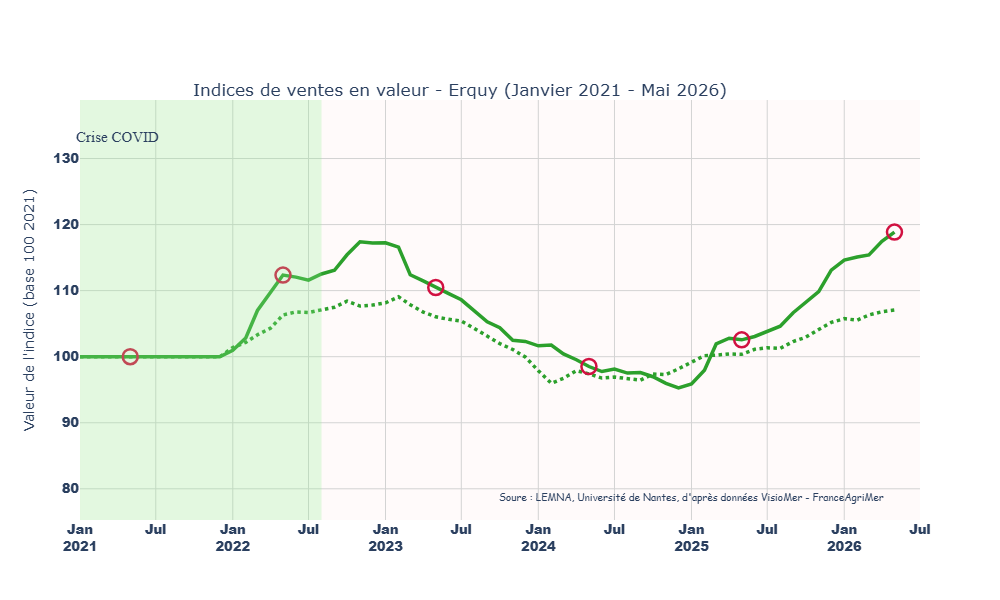 Indices de ventes en valeur - Erquy (Janvier 2021 - Mai 2026)
Crise COVID
Valeur de l'indice (base 100 2021)
130
120
110
100
90
80
Soure : LEMNA, Université de Nantes, d'après données VisioMer - FranceAgriMer
Jan Jul Jan Jul Jan Jul Jan Jul Jan Jul Jan Jul
2021 2022 2023 2024 2025 2026